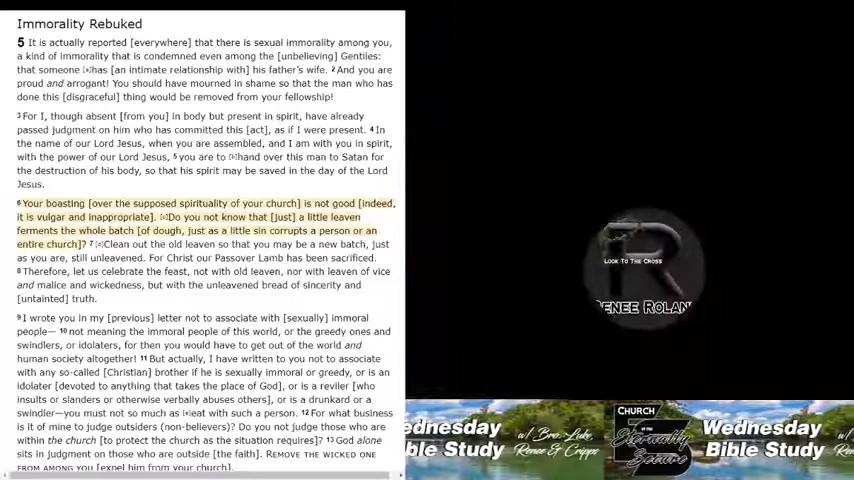 Immorality Rebuked
5 It is actually reported [everywhere] that there is sexual immorality among you,
a kind of immorality that is condemned even among the [unbelieving] Gentiles:
that someone [a]has [an intimate relationship with] his father's wife. 2 And you are
proud and arrogant! You should have mourned in shame so that the man who has
done this [disgraceful] thing would be removed from your fellowship!
3 For I, though absent [from you] in body but present in spirit, have already
passed judgment on him who has committed this [act], as if I were present. 4 In
the name of our Lord Jesus, when you are assembled, and I am with you in spirit,
with the power of our Lord Jesus, 5 you are to [b]hand over this man to Satan for
the destruction of his body, so that his spirit may be saved in the day of the Lord
Jesus.
6 Your boasting [over the supposed spirituality of your church] is not good [indeed,
it is vulgar and inappropriate]. [c]Do you not know that [just] a little leaven
ferments the whole batch [of dough, just as a little sin corrupts a person or an
entire church]? 7 [d]Clean out the old leaven so that you may be a new batch, just
as you are, still unleavened. For Christ our Passover Lamb has been sacrificed.
8 Therefore, let us celebrate the feast, not with old leaven, nor with leaven of vice
and malice and wickedness, but with the unleavened bread of sincerity and
[untainted] truth.
9 I wrote you in my [previous] letter not to associate with [sexually] immoral
people— 10 not meaning the immoral people of this world, or the greedy ones and
swindlers, or idolaters, for then you would have to get out of the world and
human society altogether! 11 But actually, I have written to you not to associate
with any so-called [Christian] brother if he is sexually immoral or greedy, or is an
idolater [devoted to anything that takes the place of God], or is a reviler [who
insults or slanders or otherwise verbally abuses others], or is a drunkard or a
swindler—you must not so much as [e]eat with such a person. 12 For what business
is it of mine to judge outsiders (non-believers)? Do you not judge those who are
within the church [to protect the church as the situation requires]? 13 God alone
sits in judgment on those who are outside [the faith]. REMOVE THE WICKED ONE
FROM AMONG YOU [expel him from your church].
R
LOOK TO THE CROSS
RENEE ROLAN
ednesday
ible Study
w/ Bro. Luke,
Renee & Cripps
CHURCH
of the
Eternally
Secure
Wednesday
Bible Study
w/
Re